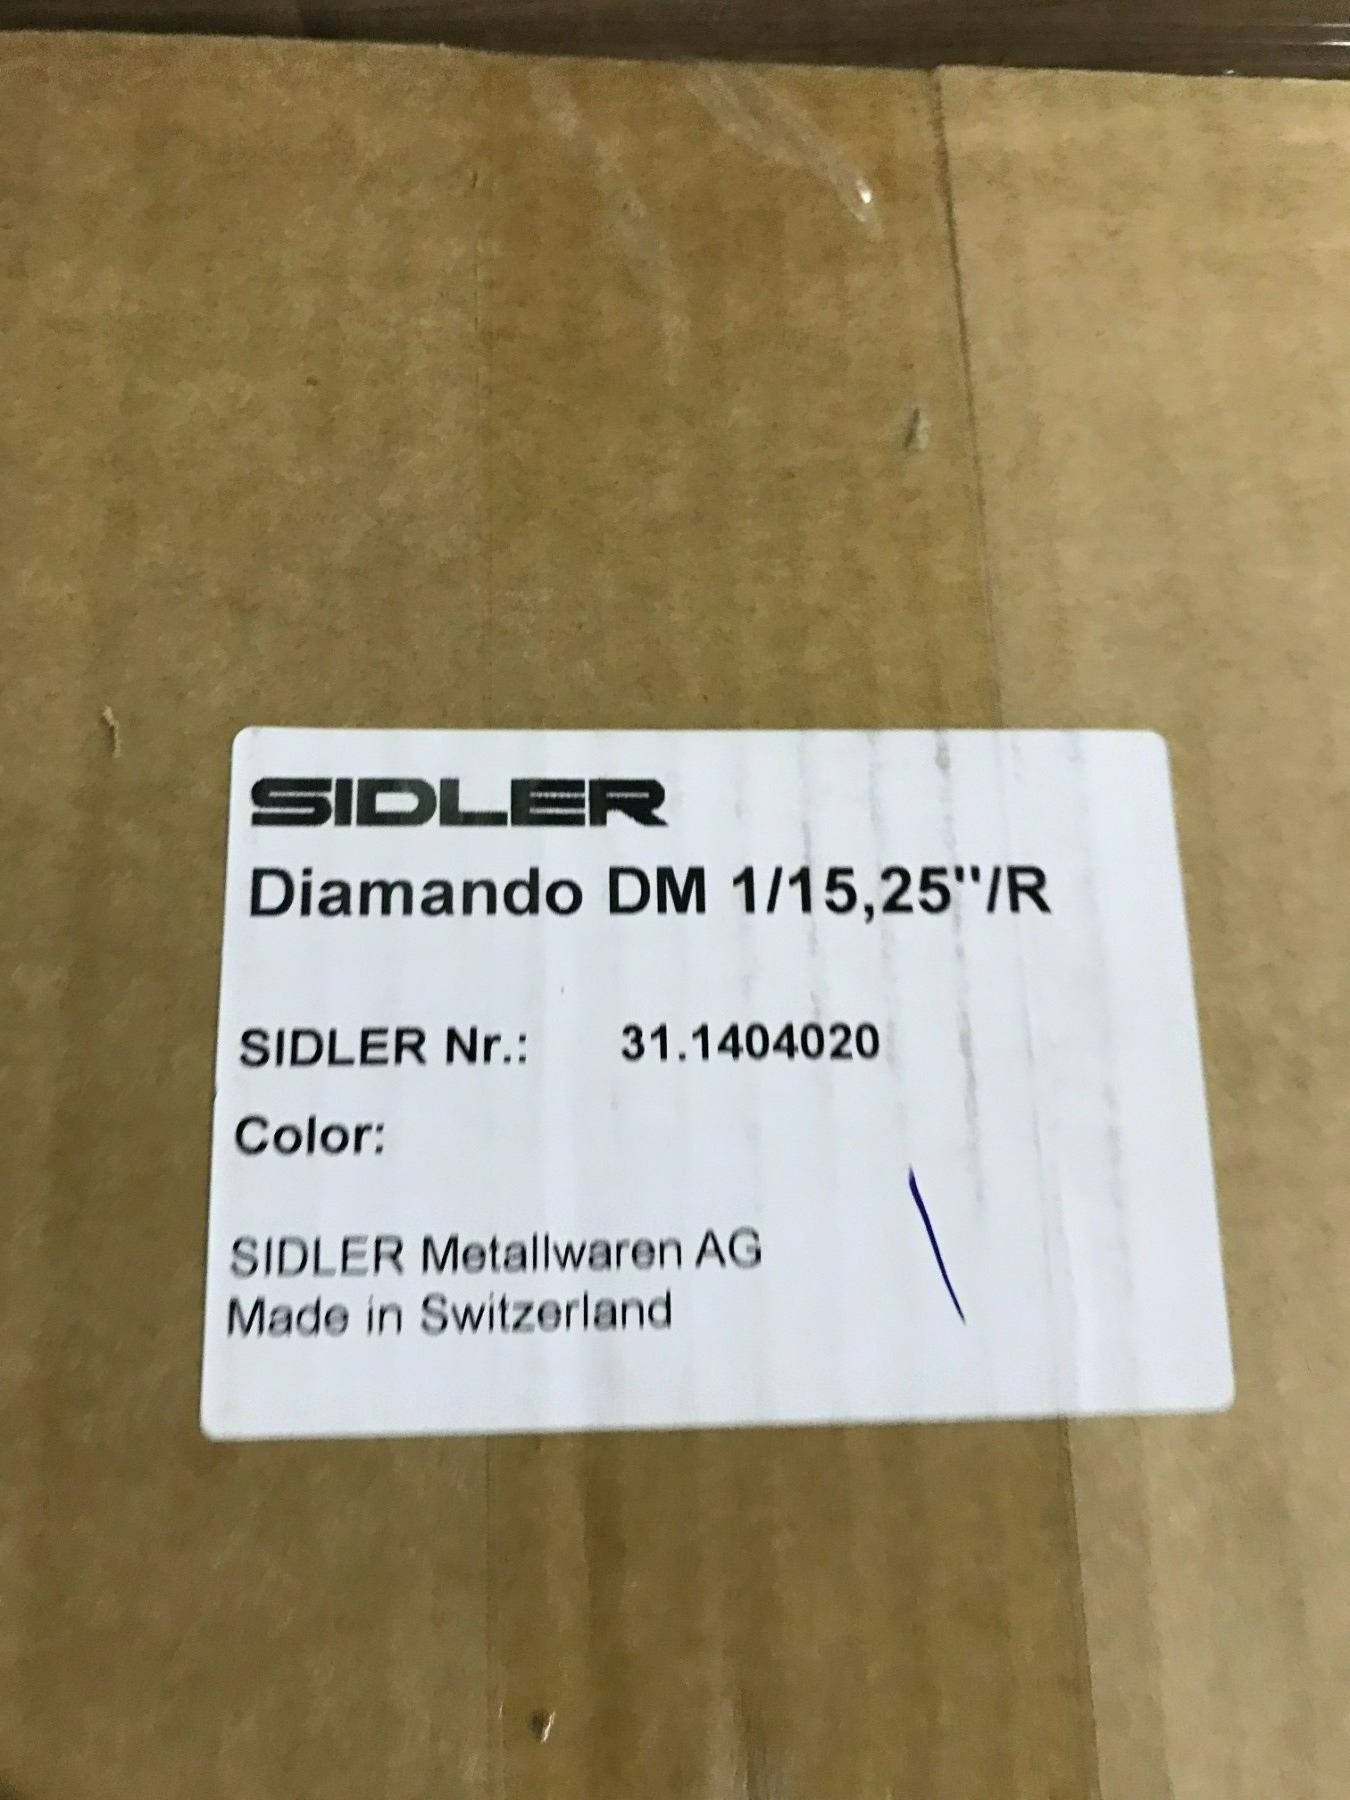 SIDLER
Diamando DM 1/15,25"/R
SIDLER Nr.: 31.1404020
Color:
SIDLER Metallwaren AG
Made in Switzerland